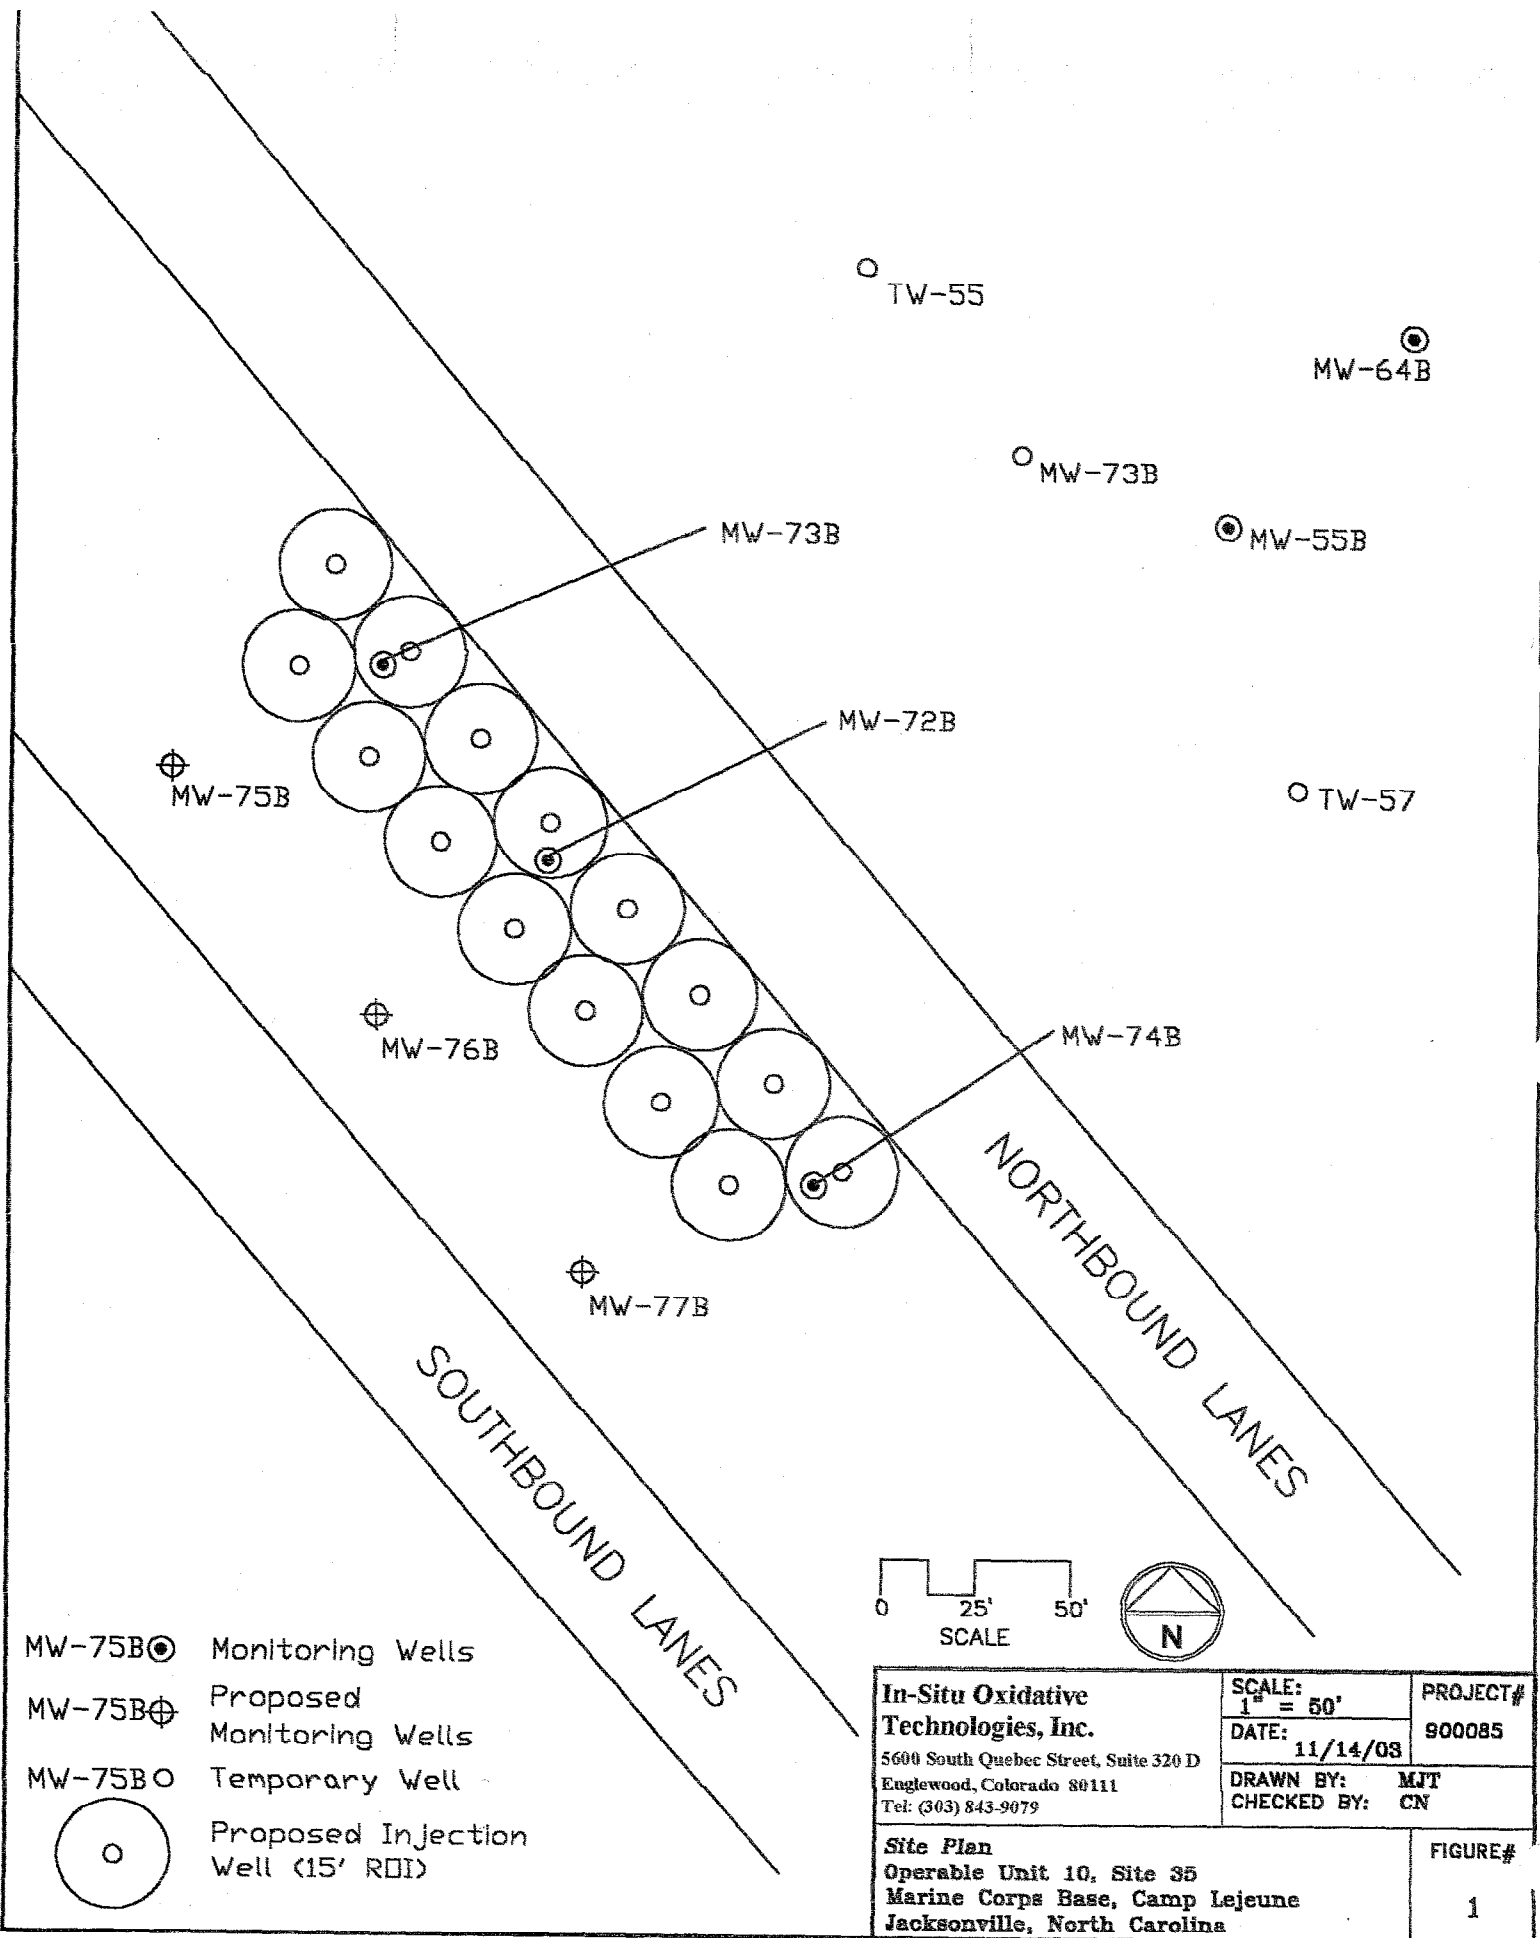 TW-55
MW-64B
MW-73B
MW-55B
MW-73B
MW-72B
MW-75B
TW-57
MW-76B
MW-74B
MW-77B
NORTHBOUND LANES
SOUTHBOUND LANES
0 25' 50'
SCALE
N
MW-75B Monitoring Wells
MW-75B Proposed
Monitoring Wells
MW-75B Temporary Well
Proposed Injection
Well (15' ROI)
In-Situ Oxidative
Technologies, Inc.
5600 South Quebec Street, Suite 320 D
Englewood, Colorado 80111
Tel: (303) 843-9079
SCALE:
1" = 50'
DATE:
11/14/03
PROJECT#
900085
DRAWN BY: MJT
CHECKED BY: CN
Site Plan
Operable Unit 10, Site 35
Marine Corps Base, Camp Lejeune
Jacksonville, North Carolina
FIGURE#
1